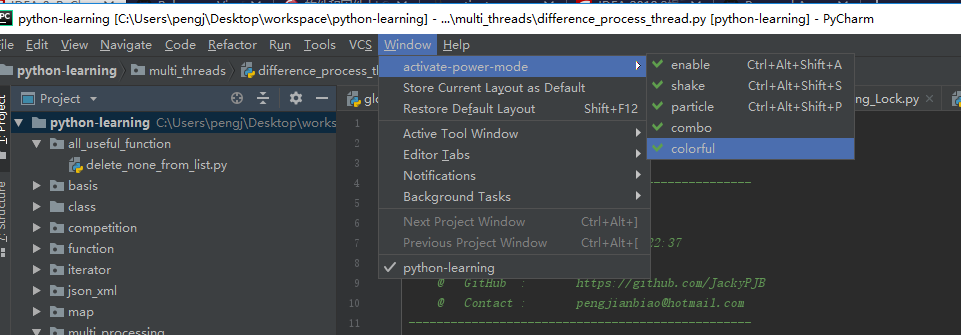 PC python-learning [C:\Users\pengj\Desktop\workspace\python-learning] - ...\multi_threads\difference_process_thread.py [python-learning] - PyCharm
File Edit View Navigate Code Refactor Run Tools VCS Window Help
python-learning multi_threads difference_process_th
activate-power-mode
enable Ctrl+Alt+Shift+A
Project
Store Current Layout as Default
shake Ctrl+Alt+Shift+S
glo
ng_Lock.py
1: Project
python-learning C:\Users\pengj\Desktop\works
Restore Default Layout Shift+F12
particle Ctrl+Alt+Shift+P
1
all_useful_function
Active Tool Window
combo
2
delete_none_from_list.py
Editor Tabs
colorful
3
basis
Notifications
4
--------------------
class
Background Tasks
5
7: Structure
competition
Next Project Window Ctrl+Alt+]
6
function
Previous Project Window Ctrl+Alt+[
7
22:37
iterator
python-learning
8
json_xml
9
@ GitHub : https://github.com/JackyPJB
map
10
@ Contact : pengjianbiao@hotmail.com
multi_processing
11
--------------------------------------------------